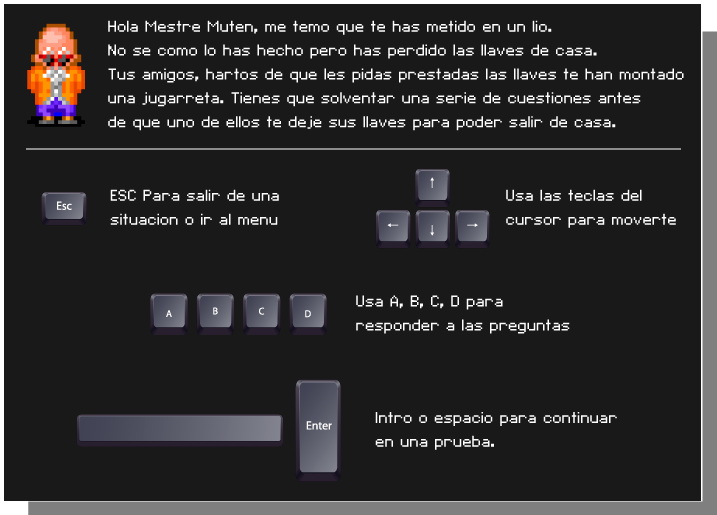 Hola Mestre Muten, me temo que te has metido en un lio.
No se como lo has hecho pero has perdido las llaves de casa.
Tus amigos, hartos de que les pidas prestadas las llaves te han montado
una jugarreta. Tienes que solventar una serie de cuestiones antes
de que uno de ellos te deje sus llaves para poder salir de casa.
Esc
ESC Para salir de una
situacion o ir al menu
↑
← ↓ →
Usa las teclas del
cursor para moverte
A B C D
Usa A, B, C, D para
responder a las preguntas
Enter
Intro o espacio para continuar
en una prueba.